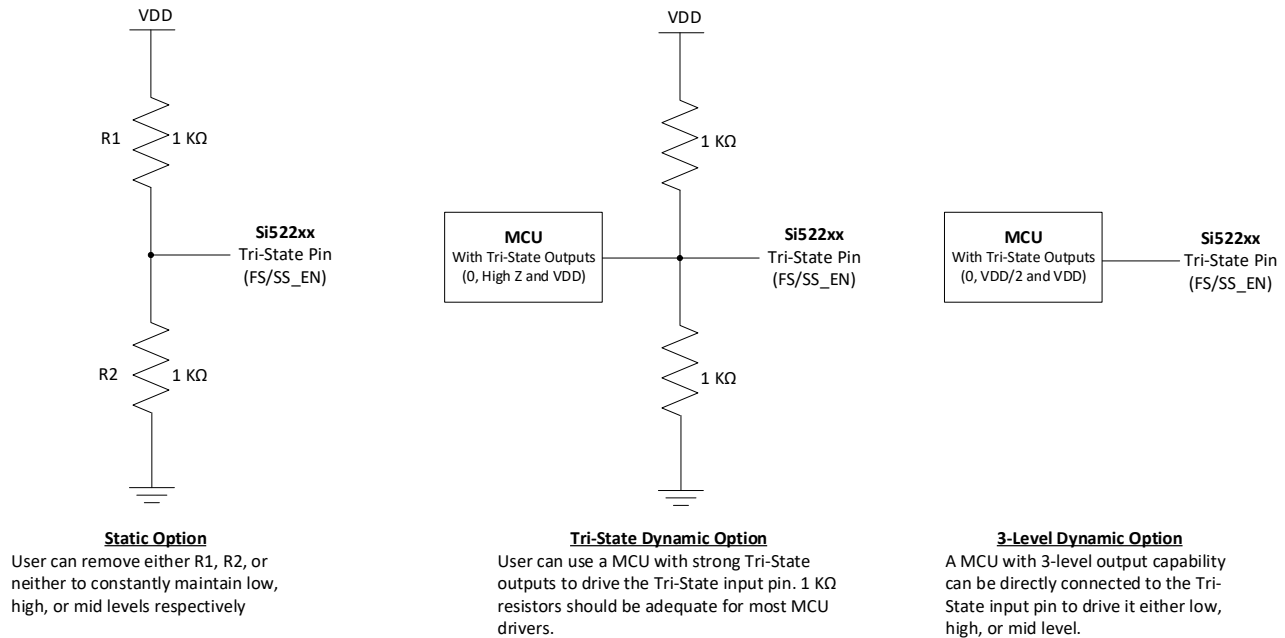 VDD
R1
1 KΩ
Si522xx
Tri-State Pin
(FS/SS_EN)
R2
1 KΩ
Static Option
User can remove either R1, R2, or
neither to constantly maintain low,
high, or mid levels respectively
VDD
1 KΩ
MCU
With Tri-State Outputs
(0, High Z and VDD)
Si522xx
Tri-State Pin
(FS/SS_EN)
1 KΩ
Tri-State Dynamic Option
User can use a MCU with strong Tri-State
outputs to drive the Tri-State input pin. 1 KΩ
resistors should be adequate for most MCU
drivers.
MCU
With Tri-State Outputs
(0, VDD/2 and VDD)
Si522xx
Tri-State Pin
(FS/SS_EN)
3-Level Dynamic Option
A MCU with 3-level output capability
can be directly connected to the Tri-
State input pin to drive it either low,
high, or mid level.